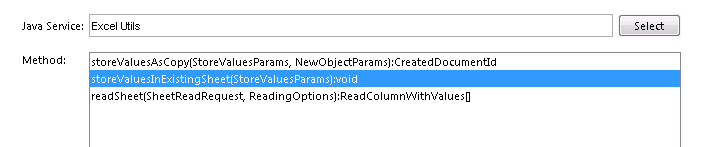 Java Service: Excel Utils Select
Method:
storeValuesAsCopy(StoreValuesParams, NewObjectParams):CreatedDocumentId
storeValuesInExistingSheet(StoreValuesParams):void
readSheet(SheetReadRequest, ReadingOptions):ReadColumnWithValues[]